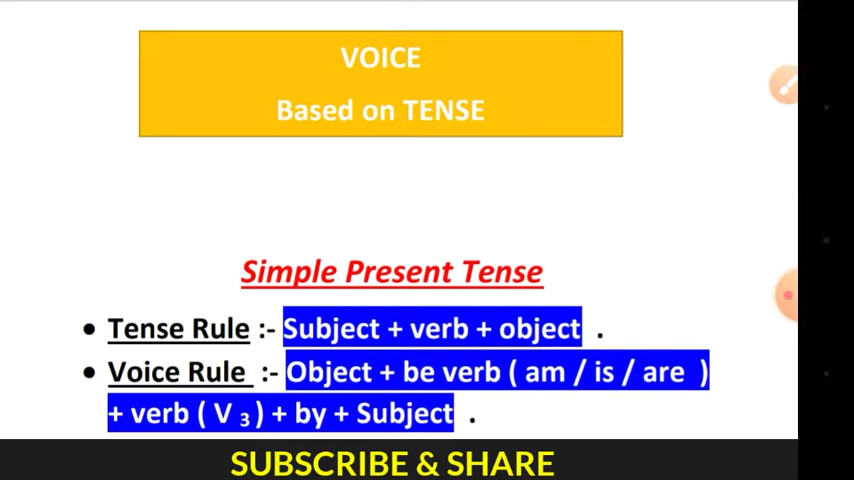 VOICE
Based on TENSE
Simple Present Tense
• Tense Rule :- Subject + verb + object .
• Voice Rule :- Object + be verb ( am / is / are )
+ verb ( V 3 ) + by + Subject .
SUBSCRIBE & SHARE